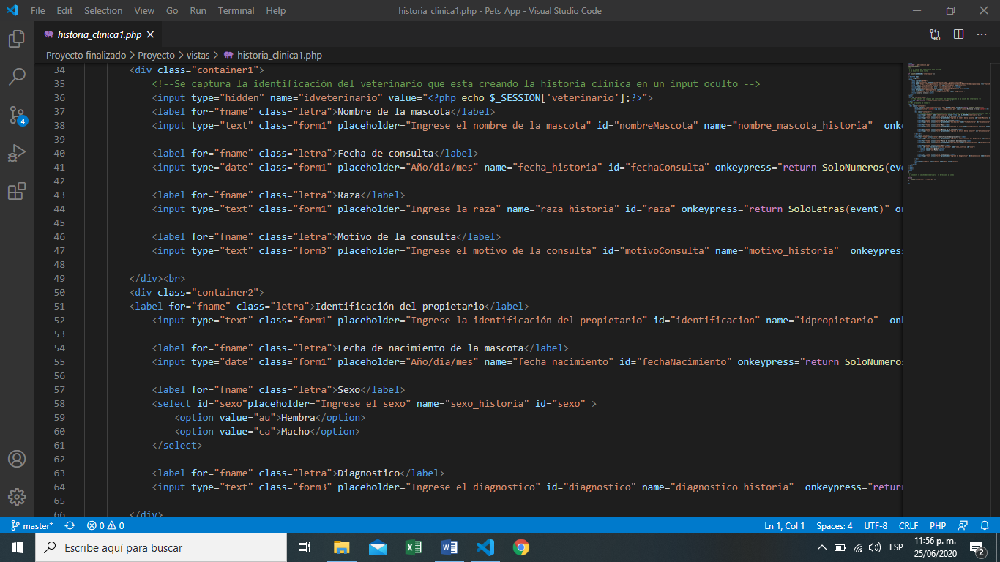 File Edit Selection View Go Run Terminal Help historia_clinica1.php - Pets_App - Visual Studio Code
historia_clinica1.php
Proyecto finalizado > Proyecto > vistas > historia_clinica1.php
34 <div class="container1">
35 <!--Se captura la identificación del veterinario que esta creando la historia clinica en un input oculto -->
36 <input type="hidden" name="idveterinario" value="<?php echo $_SESSION['veterinario'];?>">
37 <label for="fname" class="letra">Nombre de la mascota</label>
38 <input type="text" class="form1" placeholder="Ingrese el nombre de la mascota" id="nombreMascota" name="nombre_mascota_historia" onk
39
40 <label for="fname" class="letra">Fecha de consulta</label>
41 <input type="date" class="form1" placeholder="Año/dia/mes" name="fecha_historia" id="fechaConsulta" onkeypress="return SoloNumeros(eve
42
43 <label for="fname" class="letra">Raza</label>
44 <input type="text" class="form1" placeholder="Ingrese la raza" name="raza_historia" id="raza" onkeypress="return SoloLetras(event)" on
45
46 <label for="fname" class="letra">Motivo de la consulta</label>
47 <input type="text" class="form3" placeholder="Ingrese el motivo de la consulta" id="motivoConsulta" name="motivo_historia" onkeypress
48
49 </div><br>
50 <div class="container2">
51 <label for="fname" class="letra">Identificación del propietario</label>
52 <input type="text" class="form1" placeholder="Ingrese la identificación del propietario" id="identificacion" name="idpropietario" onk
53
54 <label for="fname" class="letra">Fecha de nacimiento de la mascota</label>
55 <input type="date" class="form1" placeholder="Año/dia/mes" name="fecha_nacimiento" id="fechaNacimiento" onkeypress="return SoloNumeros
56
57 <label for="fname" class="letra">Sexo</label>
58 <select id="sexo"placeholder="Ingrese el sexo" name="sexo_historia" id="sexo" >
59 <option value="au">Hembra</option>
60 <option value="ca">Macho</option>
61 </select>
62
63 <label for="fname" class="letra">Diagnostico</label>
64 <input type="text" class="form3" placeholder="Ingrese el diagnostico" id="diagnostico" name="diagnostico_historia" onkeypress="return
65
66 </div>
4
master* 0 0 Ln 1, Col 1 Spaces: 4 UTF-8 CRLF PHP
Escribe aquí para buscar
ESP
11:56 p. m.
25/06/2020
2